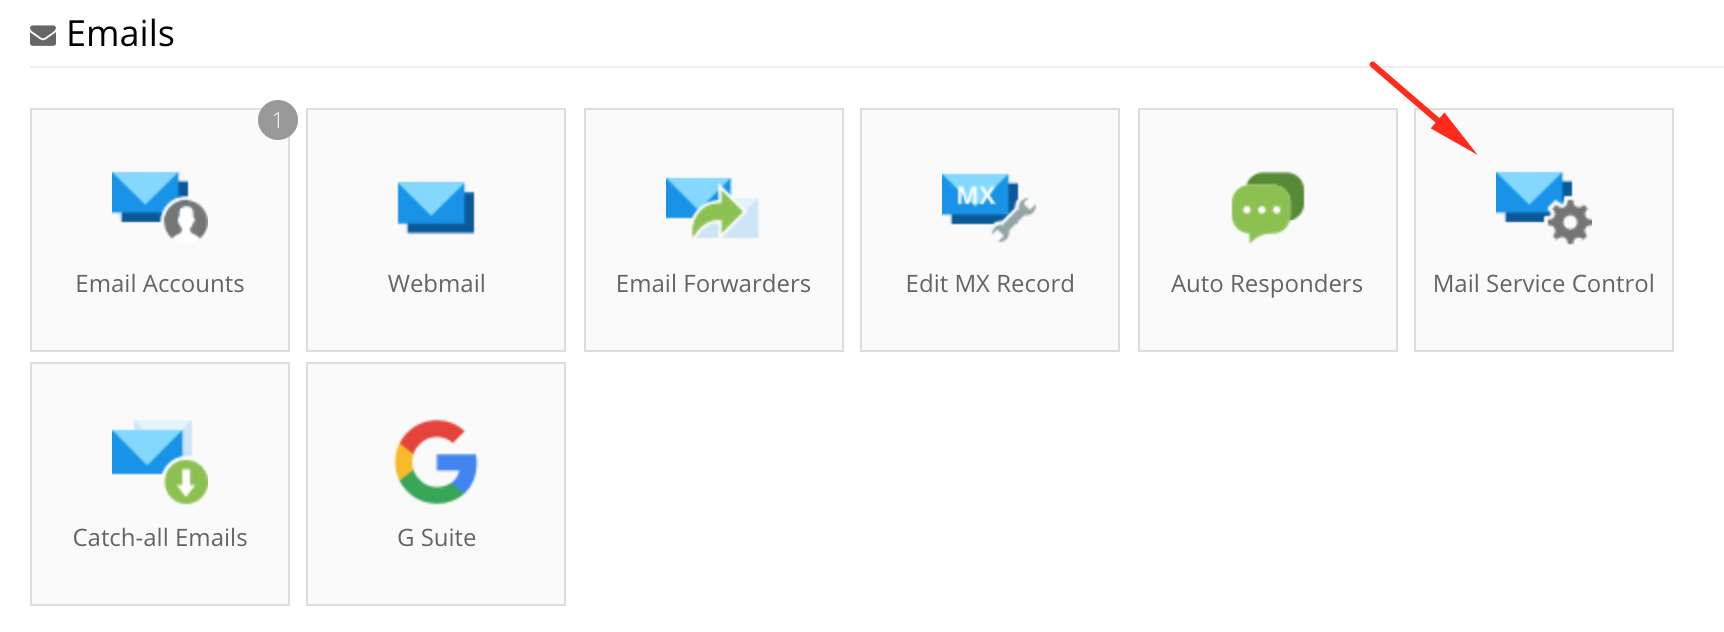 Emails
1
Email Accounts
Webmail
Email Forwarders
MX
Edit MX Record
Auto Responders
Mail Service Control
Catch-all Emails
G Suite